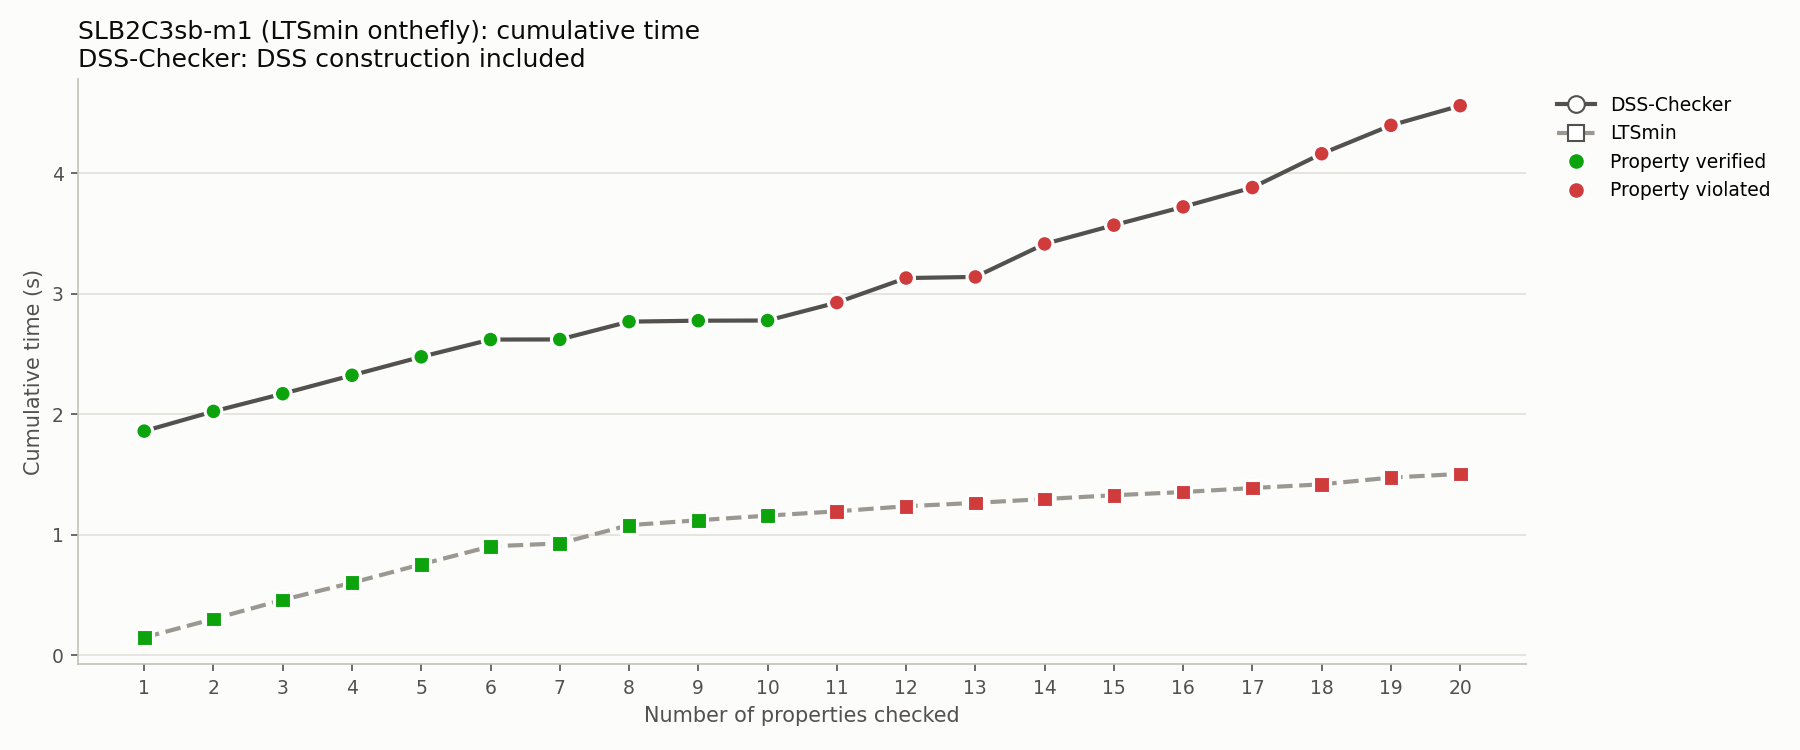 SLB2C3sb-m1 (LTSmin onthefly): cumulative time
DSS-Checker: DSS construction included
DSS-Checker
LTSmin
Property verified
Property violated
Cumulative time (s)
4
3
2
1
0
1 2 3 4 5 6 7 8 9 10 11 12 13 14 15 16 17 18 19 20
Number of properties checked